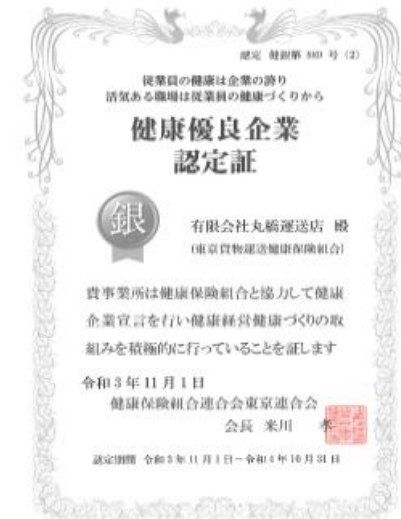 認定 健銀第 880 号 (2)
従業員の健康は企業の誇り
活気ある職場は従業員の健康づくりから
健康優良企業
認定証
銀
有限会社丸橋運送店 殿
(東京貨物運送健康保険組合)
貴事業所は健康保険組合と協力して健康
企業宣言を行い健康経営健康づくりの取
組みを積極的に行っていることを証します
令和3年11月1日
健康保険組合連合会東京連合会
会長 米川 孝
認定期間 令和3年11月1日~令和4年10月31日